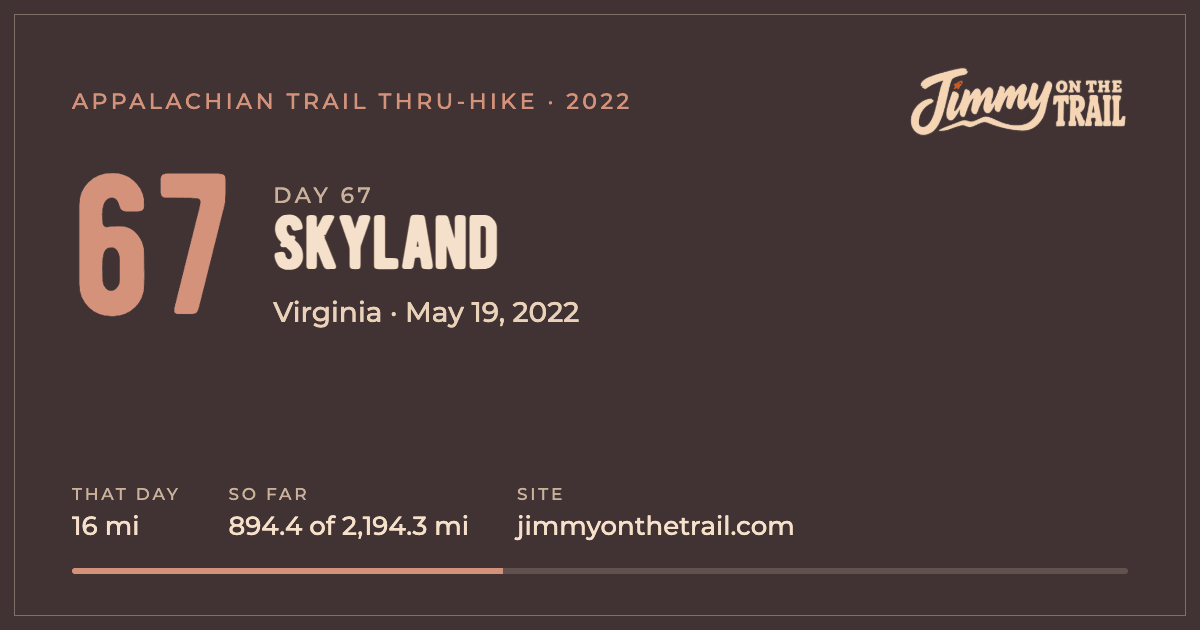 APPALACHIAN TRAIL THRU-HIKE · 2022
Jimmy ON THE TRAIL
67
DAY 67
SKYLAND
Virginia · May 19, 2022
THAT DAY
16 mi
SO FAR
894.4 of 2,194.3 mi
SITE
jimmyonthetrail.com